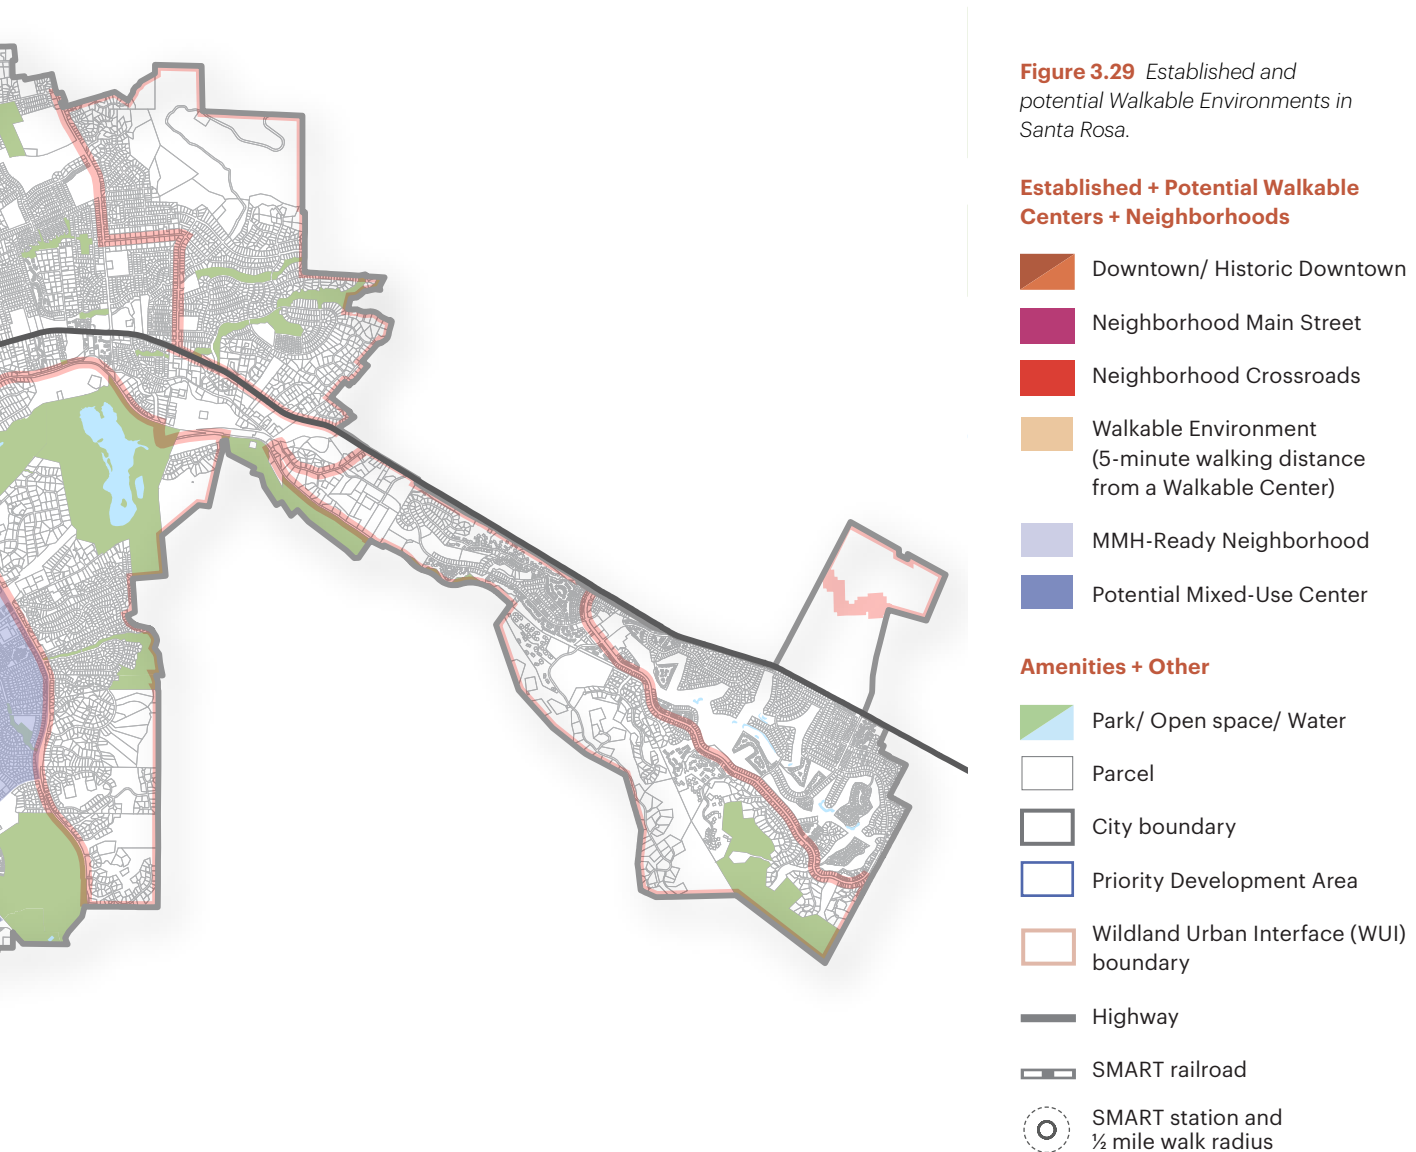 Figure 3.29 Established and
potential Walkable Environments in
Santa Rosa.
Established + Potential Walkable
Centers + Neighborhoods
Downtown/ Historic Downtown
Neighborhood Main Street
Neighborhood Crossroads
Walkable Environment
(5-minute walking distance
from a Walkable Center)
MMH-Ready Neighborhood
Potential Mixed-Use Center
Amenities + Other
Park/ Open space/ Water
Parcel
City boundary
Priority Development Area
Wildland Urban Interface (WUI)
boundary
Highway
SMART railroad
SMART station and
½ mile walk radius